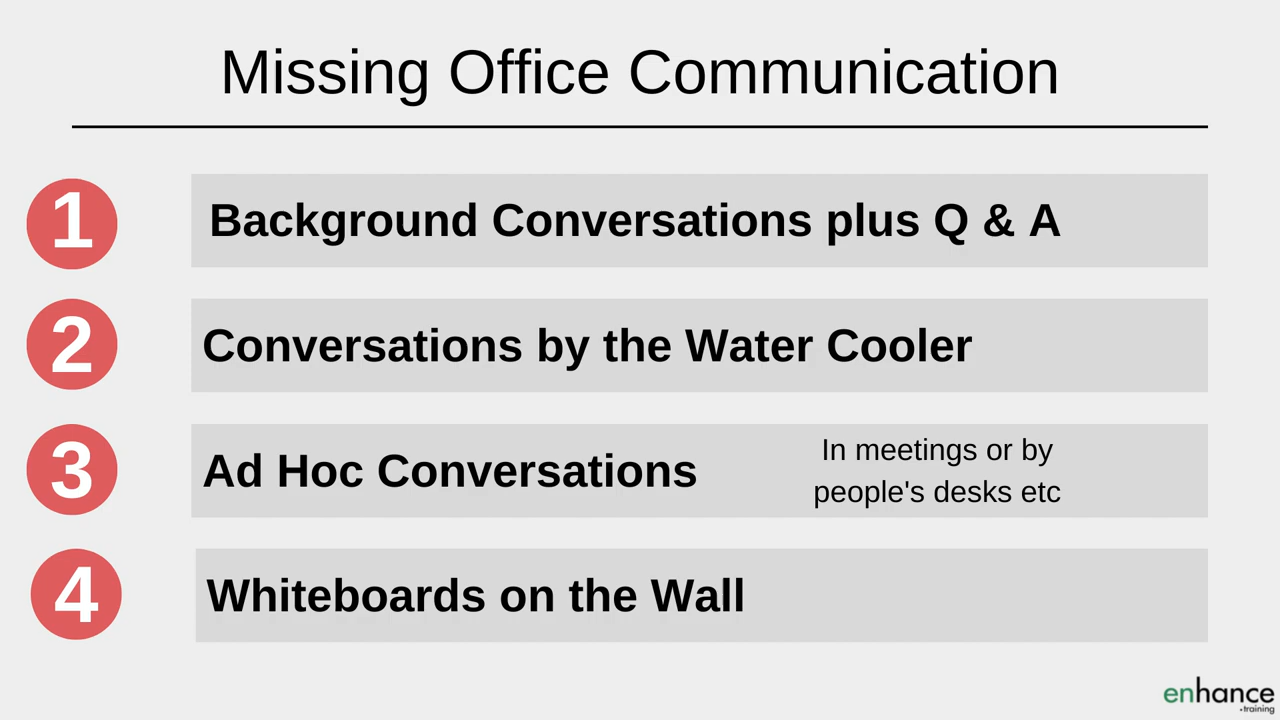 Missing Office Communication
1
Background Conversations plus Q & A
2
Conversations by the Water Cooler
3
Ad Hoc Conversations
In meetings or by
people's desks etc
4
Whiteboards on the Wall
enhance
.training